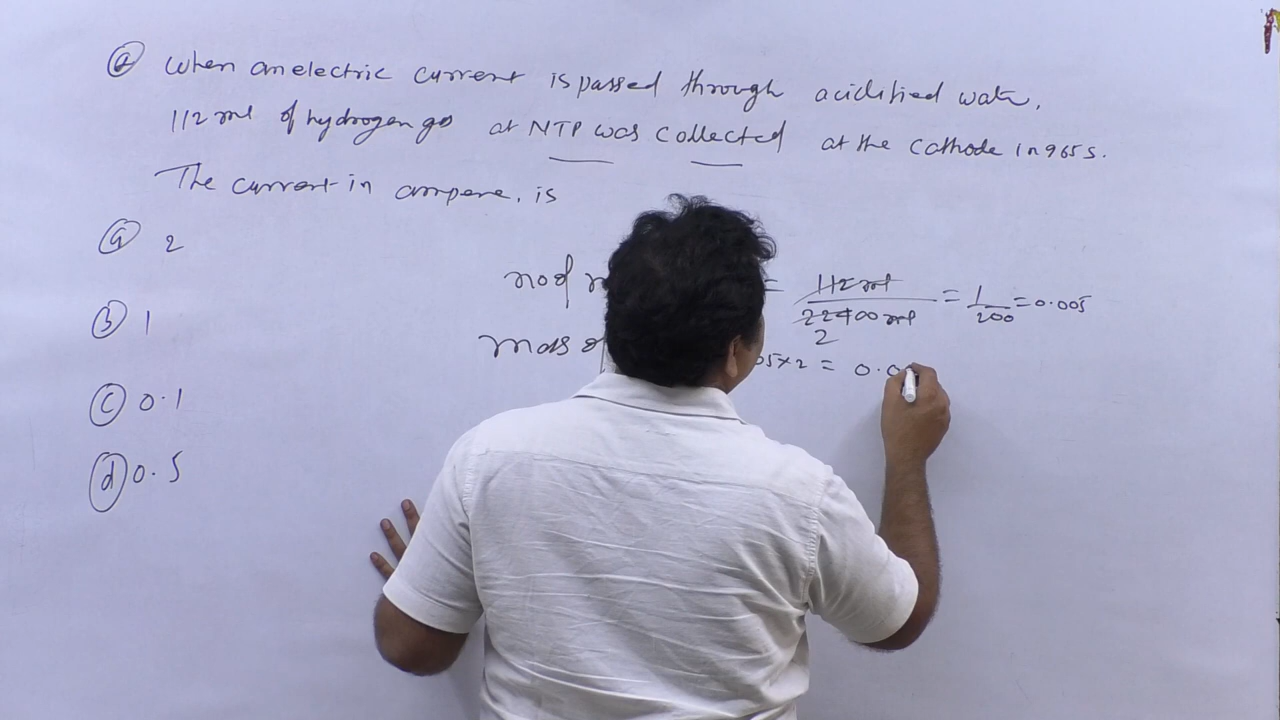 Q When an electric current is passed through acidified water,
112 ml of hydrogen gas at NTP was collected at the cathode in 965 s.
The current in ampere, is
a 2
b 1
c 0.1
d 0.5
no of = 112 ml / 22400 ml = 1/200 = 0.005
2
mass of 05×2 = 0.0